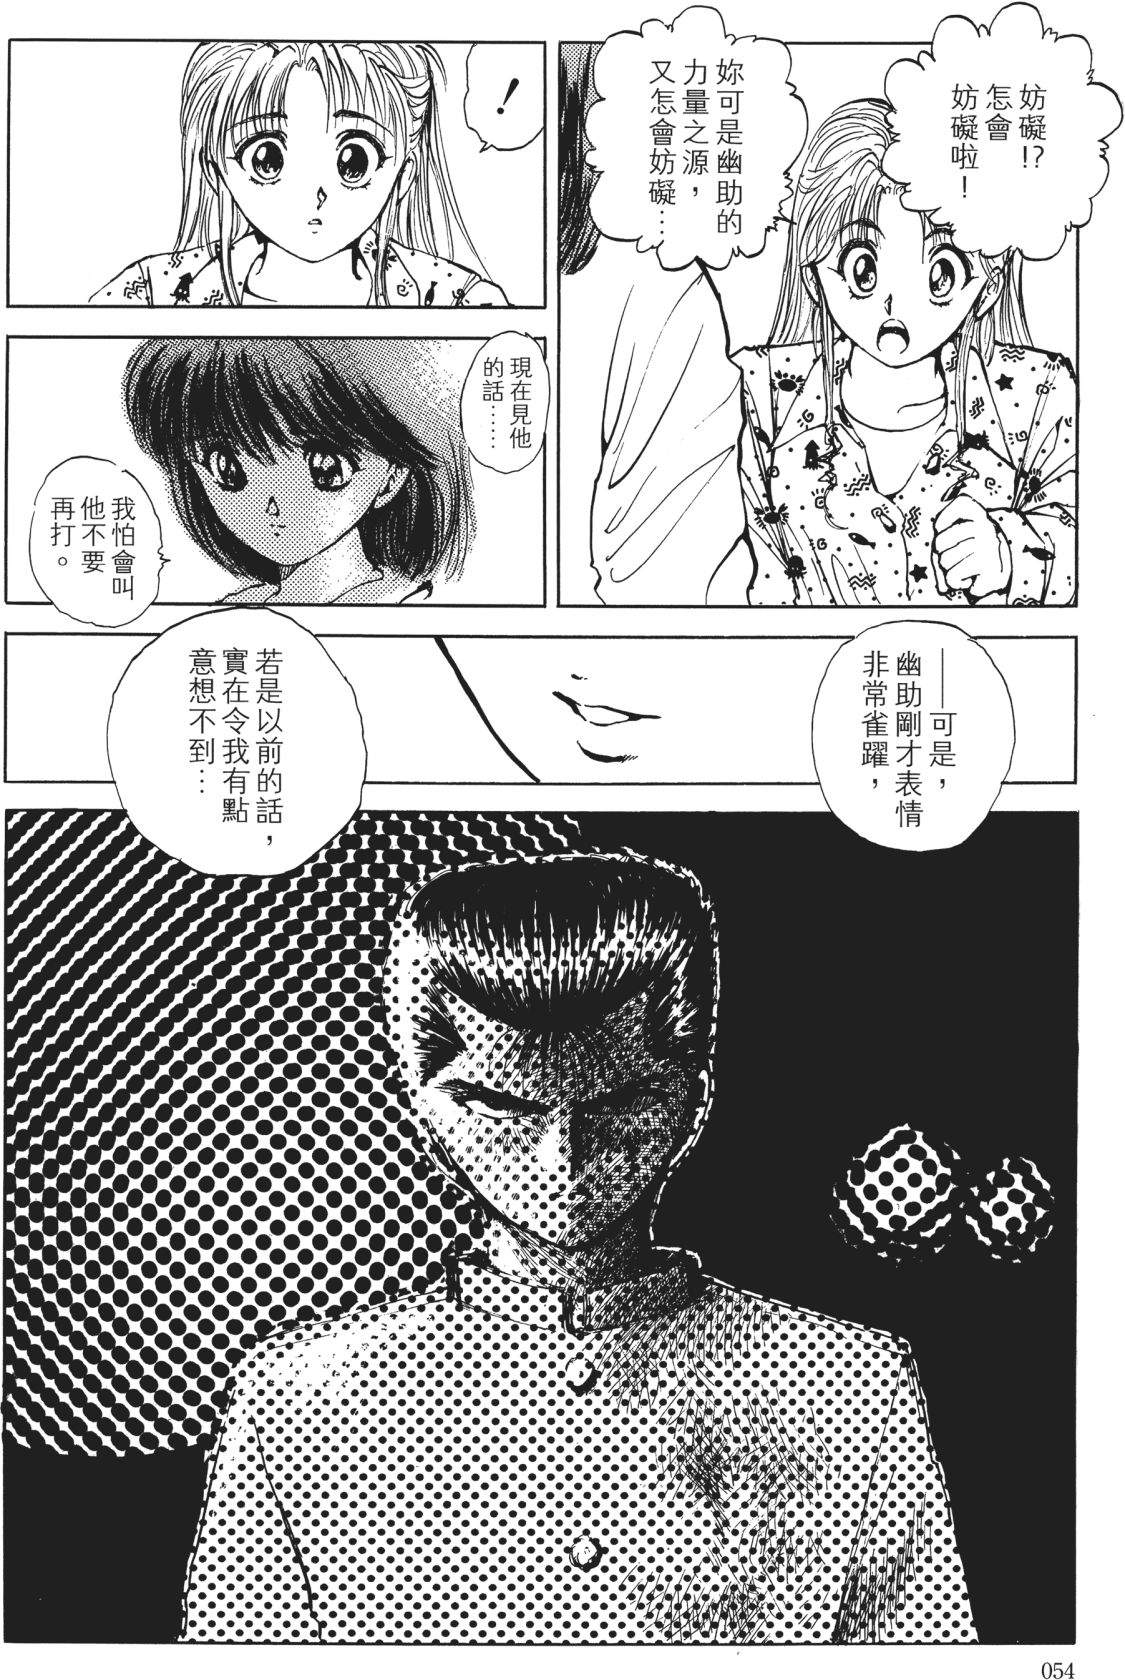 妨礙!?
怎會
妨礙啦！
妳可是幽助的
力量之源，
又怎會妨礙…
！
現在見他
的話……
我怕會叫
他不要
再打。
──可是，
幽助剛才表情
非常雀躍，
若是以前的話，
實在令我有點
意想不到…
054